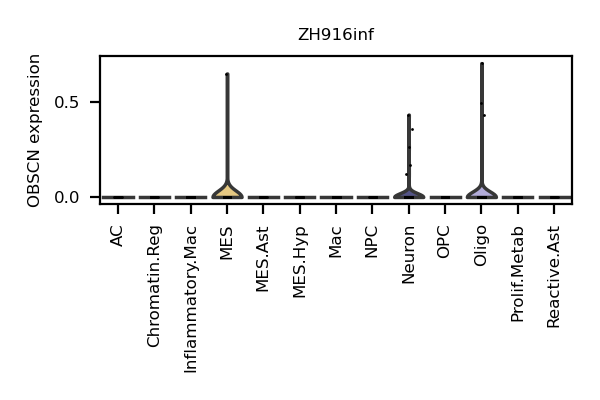 ZH916inf
OBSCN expression
0.5
0.0
AC
Chromatin.Reg
Inflammatory.Mac
MES
MES.Ast
MES.Hyp
Mac
NPC
Neuron
OPC
Oligo
Prolif.Metab
Reactive.Ast